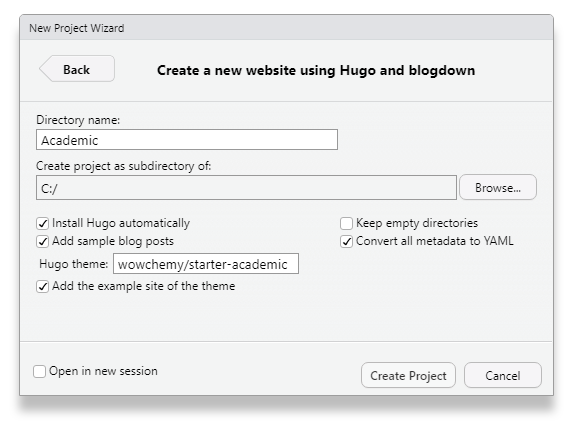 New Project Wizard
Back
Create a new website using Hugo and blogdown
Directory name:
Academic
Create project as subdirectory of:
C:/
Browse...
Install Hugo automatically
Keep empty directories
Add sample blog posts
Convert all metadata to YAML
Hugo theme: wowchemy/starter-academic
Add the example site of the theme
Open in new session
Create Project
Cancel